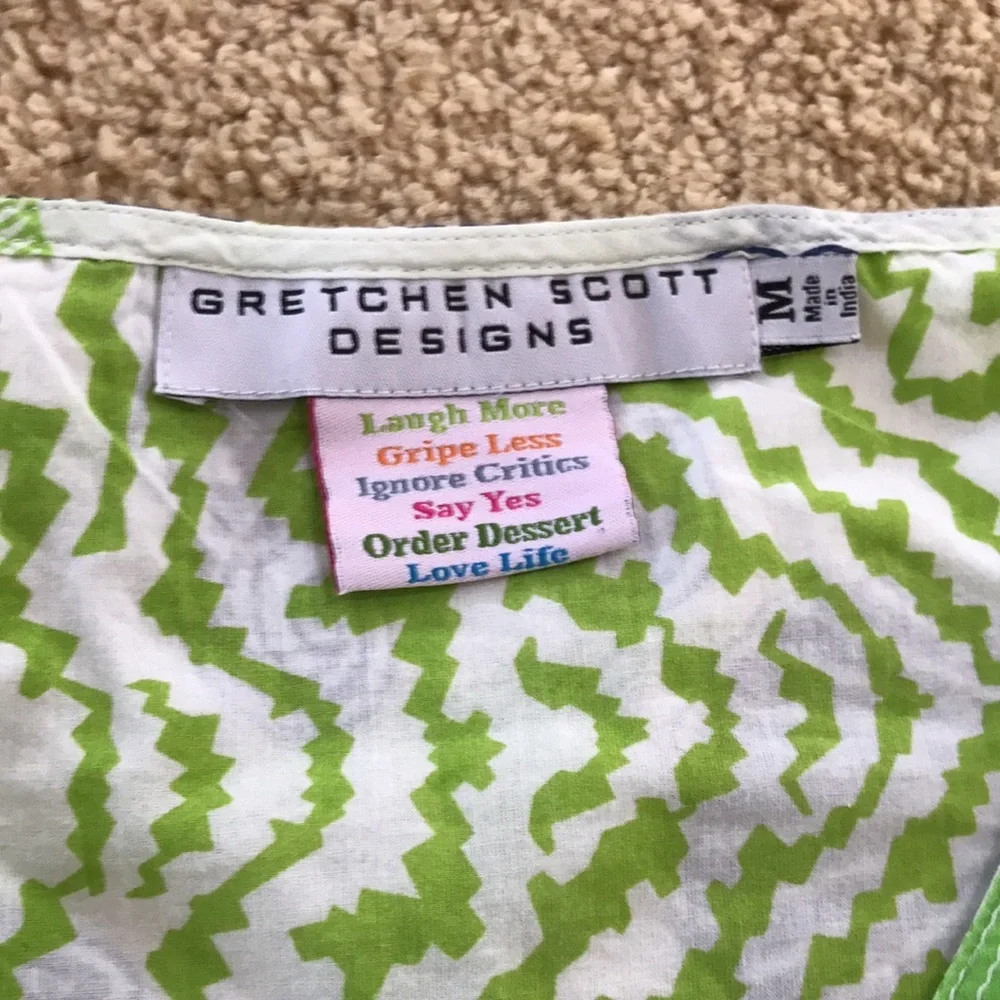 GRETCHEN SCOTT
DESIGNS
M
Made
in
India
Laugh More
Gripe Less
Ignore Critics
Say Yes
Order Dessert
Love Life